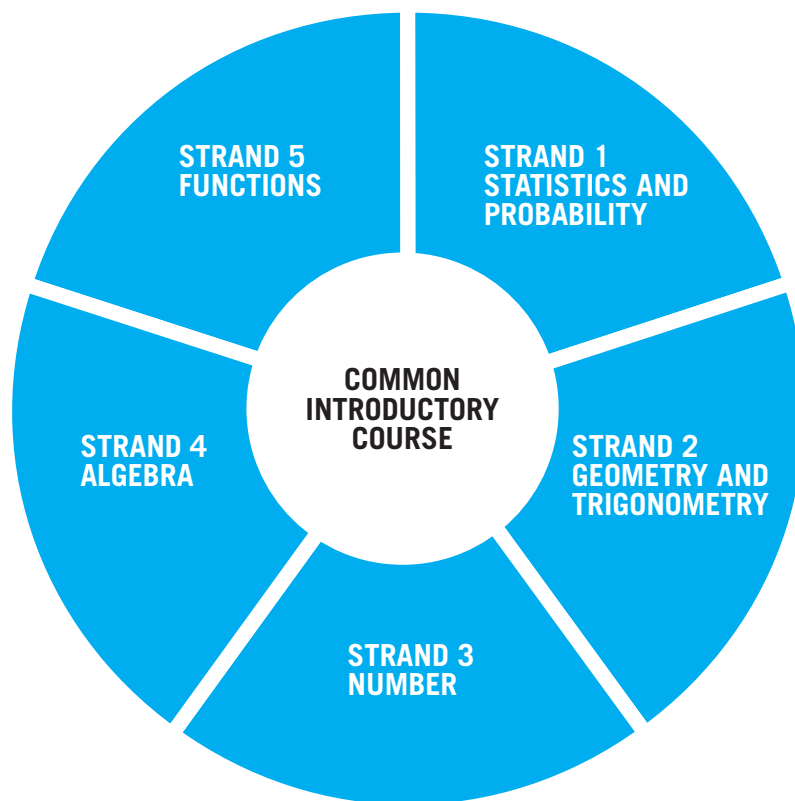 STRAND 5
FUNCTIONS
STRAND 1
STATISTICS AND
PROBABILITY
COMMON
INTRODUCTORY
COURSE
STRAND 4
ALGEBRA
STRAND 2
GEOMETRY AND
TRIGONOMETRY
STRAND 3
NUMBER